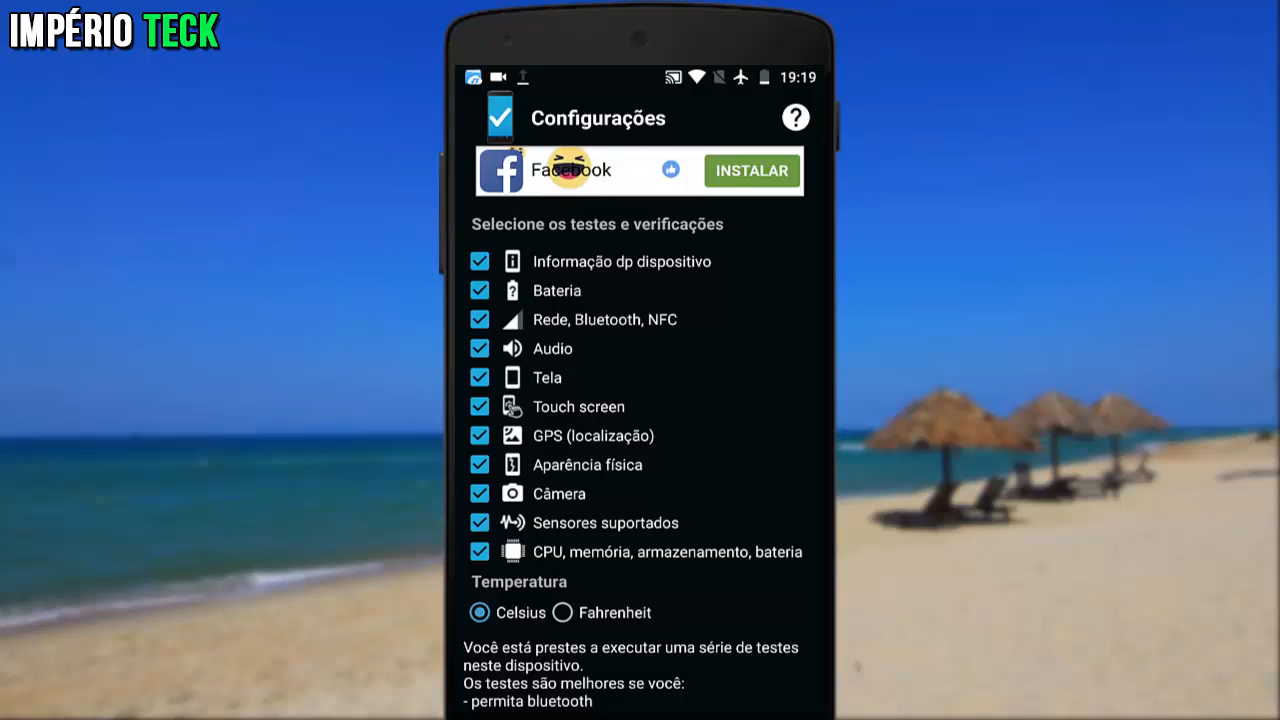 IMPÉRIO TECK
19:19
Configurações
?
Facebook
INSTALAR
Selecione os testes e verificações
Informação dp dispositivo
Bateria
Rede, Bluetooth, NFC
Audio
Tela
Touch screen
GPS (localização)
Aparência física
Câmera
Sensores suportados
CPU, memória, armazenamento, bateria
Temperatura
Celsius Fahrenheit
Você está prestes a executar uma série de testes
neste dispositivo.
Os testes são melhores se você:
- permita bluetooth